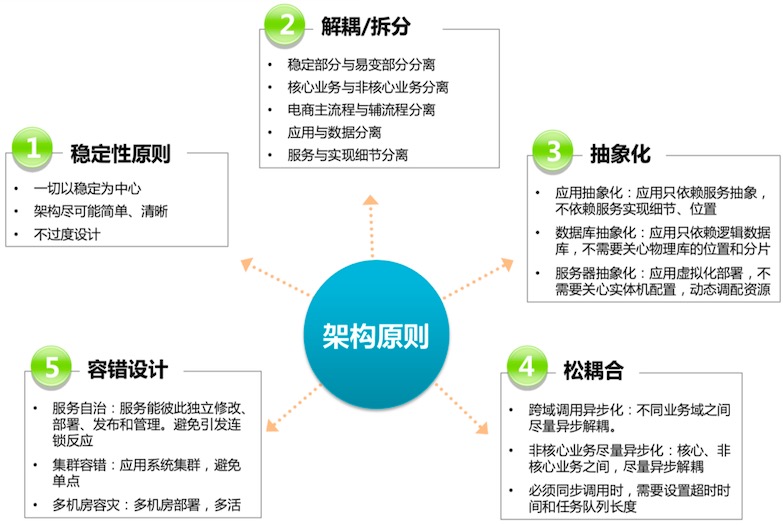 1
稳定性原则
• 一切以稳定为中心
• 架构尽可能简单、清晰
• 不过度设计
2
解耦/拆分
• 稳定部分与易变部分分离
• 核心业务与非核心业务分离
• 电商主流程与辅流程分离
• 应用与数据分离
• 服务与实现细节分离
3
抽象化
• 应用抽象化：应用只依赖服务抽象，
不依赖服务实现细节、位置
• 数据库抽象化：应用只依赖逻辑数据
库，不需要关心物理库的位置和分片
• 服务器抽象化：应用虚拟化部署，不
需要关心实体机配置，动态调配资源
架构原则
4
松耦合
• 跨域调用异步化：不同业务域之间
尽量异步解耦。
• 非核心业务尽量异步化：核心、非
核心业务之间，尽量异步解耦
• 必须同步调用时，需要设置超时时
间和任务队列长度
5
容错设计
• 服务自治：服务能彼此独立修改、
部署、发布和管理。避免引发连
锁反应
• 集群容错：应用系统集群，避免
单点
• 多机房容灾：多机房部署，多活